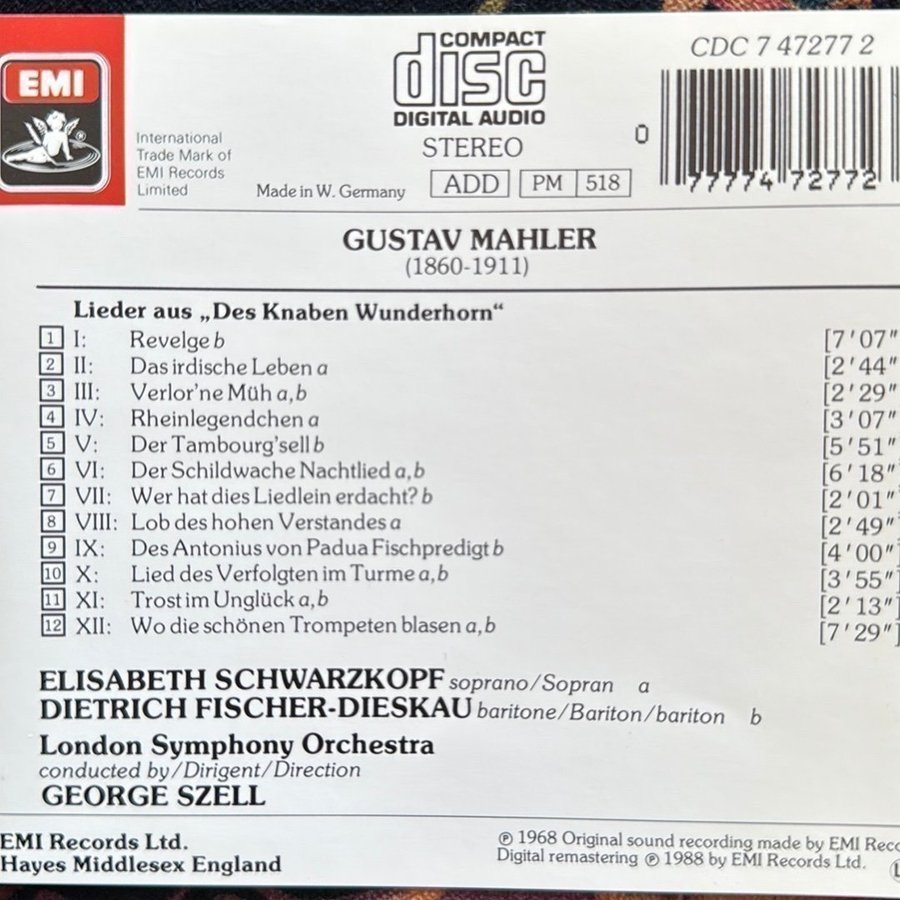 EMI
International
Trade Mark of
EMI Records
Limited
COMPACT
disc
DIGITAL AUDIO
STEREO
Made in W. Germany
ADD
PM 518
CDC 7 47277 2
0
77774 72772
GUSTAV MAHLER
(1860-1911)
Lieder aus „Des Knaben Wunderhorn“
1 I: Revelge b [7'07"
2 II: Das irdische Leben a [2'44"
3 III: Verlor'ne Müh a,b [2'29"
4 IV: Rheinlegendchen a [3'07"
5 V: Der Tambourg'sell b [5'51"
6 VI: Der Schildwache Nachtlied a,b [6'18"
7 VII: Wer hat dies Liedlein erdacht? b [2'01"
8 VIII: Lob des hohen Verstandes a [2'49"
9 IX: Des Antonius von Padua Fischpredigt b [4'00"]
10 X: Lied des Verfolgten im Turme a,b [3'55"]
11 XI: Trost im Unglück a,b [2'13"]
12 XII: Wo die schönen Trompeten blasen a,b [7'29"]
ELISABETH SCHWARZKOPF soprano/Sopran a
DIETRICH FISCHER-DIESKAU baritone/Bariton/bariton b
London Symphony Orchestra
conducted by/Dirigent/Direction
GEORGE SZELL
EMI Records Ltd.
Hayes Middlesex England
℗ 1968 Original sound recording made by EMI Reco
Digital remastering ℗ 1988 by EMI Records Ltd.